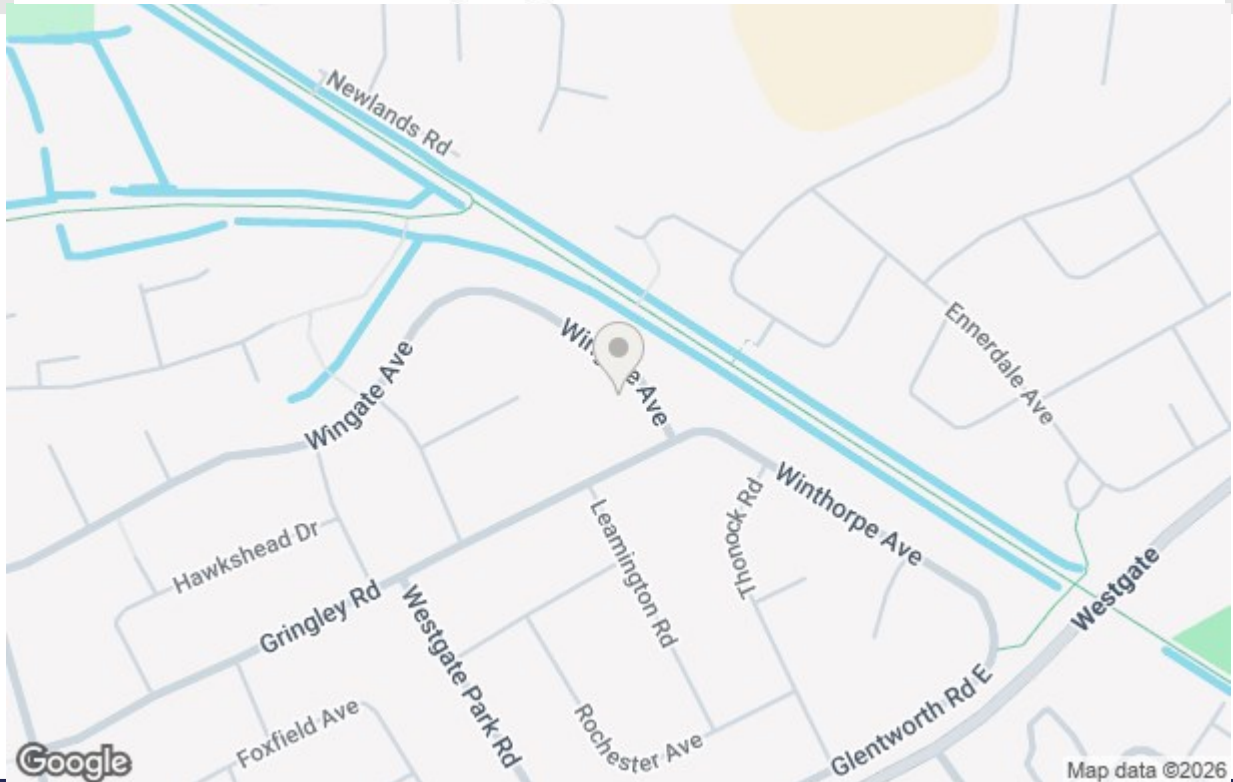 Newlands Rd
Ennerdale Ave
Wingate Ave
Wingate Ave
Winthorpe Ave
Thonock Rd
Leamington Rd
Hawkshead Dr
Gringley Rd
Westgate
Westgate Park Rd
Glentworth Rd E
Rochester Ave
Foxfield Ave
Google
Map data ©2026